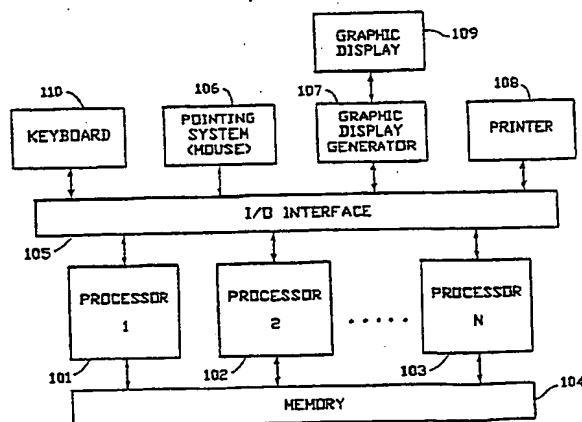 GRAPHIC
DISPLAY
109
110
106
107
108
KEYBOARD
POINTING
SYSTEM
(MOUSE)
GRAPHIC
DISPLAY
GENERATOR
PRINTER
I/O INTERFACE
105
PROCESSOR
1
PROCESSOR
2
.....
PROCESSOR
N
101
102
103
104
MEMORY